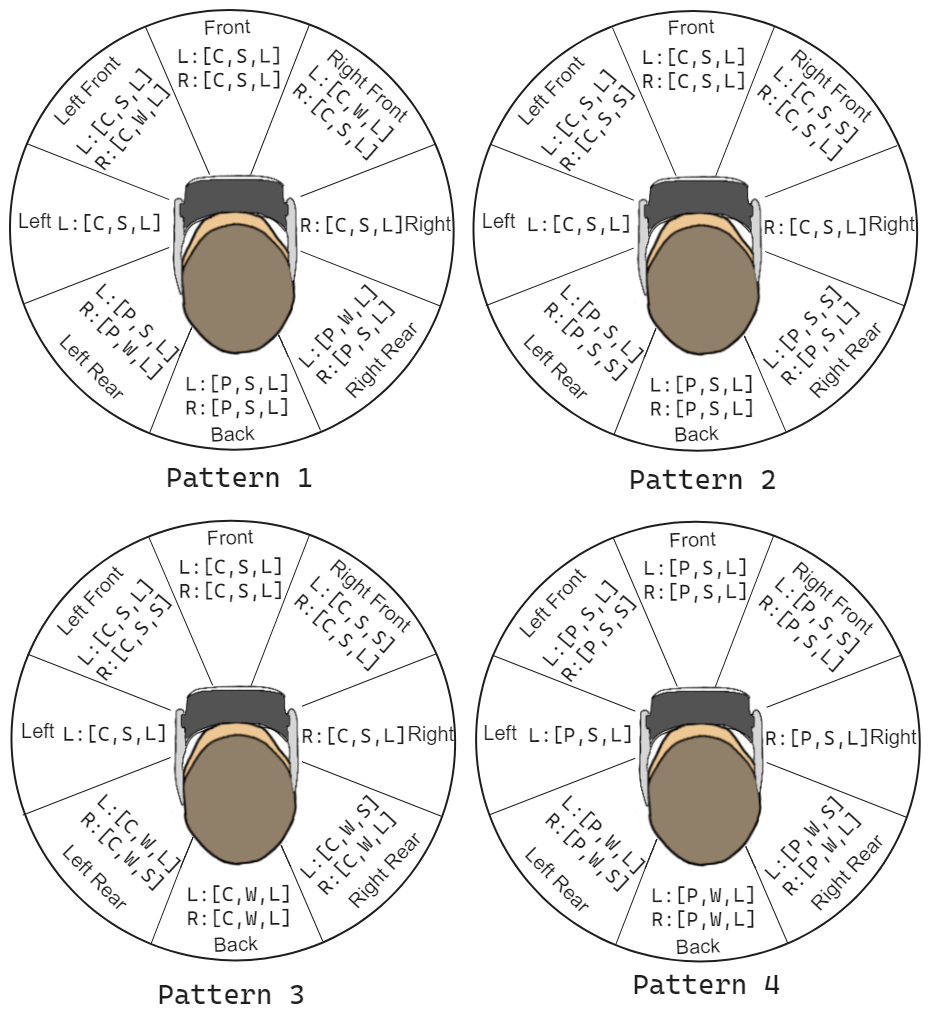 Front
L:[C,S,L]
R:[C,S,L]
Left Front
L:[C,S,L]
R:[C,W,L]
Right Front
L:[C,W,L]
R:[C,S,L]
Left L:[C,S,L]
R:[C,S,L]Right
L:[P,S,L]
R:[P,W,L]
Left Rear
L:[P,W,L]
R:[P,S,L]
Right Rear
L:[P,S,L]
R:[P,S,L]
Back
Pattern 1
Front
L:[C,S,L]
R:[C,S,L]
Left Front
L:[C,S,L]
R:[C,S,S]
Right Front
L:[C,S,S]
R:[C,S,L]
Left L:[C,S,L]
R:[C,S,L]Right
L:[P,S,L]
R:[P,S,S]
Left Rear
L:[P,S,S]
R:[P,S,L]
Right Rear
L:[P,S,L]
R:[P,S,L]
Back
Pattern 2
Front
L:[C,S,L]
R:[C,S,L]
Left Front
L:[C,S,L]
R:[C,S,S]
Right Front
L:[C,S,S]
R:[C,S,L]
Left L:[C,S,L]
R:[C,S,L]Right
L:[C,W,L]
R:[C,W,S]
Left Rear
L:[C,W,S]
R:[C,W,L]
Right Rear
L:[C,W,L]
R:[C,W,L]
Back
Pattern 3
Front
L:[P,S,L]
R:[P,S,L]
Left Front
L:[P,S,L]
R:[P,S,S]
Right Front
L:[P,S,S]
R:[P,S,L]
Left L:[P,S,L]
R:[P,S,L]Right
L:[P,W,L]
R:[P,W,S]
Left Rear
L:[P,W,S]
R:[P,W,L]
Right Rear
L:[P,W,L]
R:[P,W,L]
Back
Pattern 4